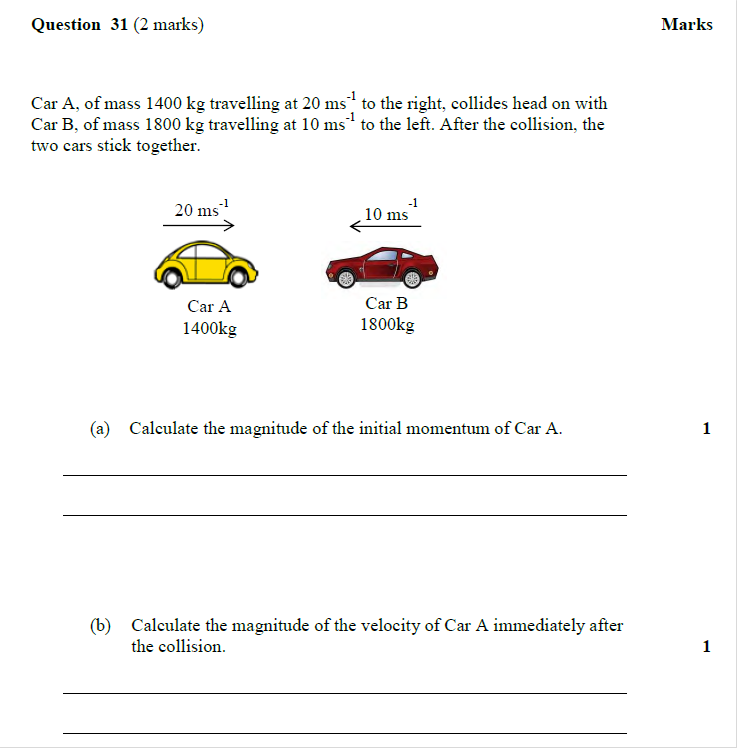 Question 31 (2 marks) Marks
Car A, of mass 1400 kg travelling at 20 ms⁻¹ to the right, collides head on with
Car B, of mass 1800 kg travelling at 10 ms⁻¹ to the left. After the collision, the
two cars stick together.
20 ms⁻¹ 10 ms⁻¹
Car A Car B
1400kg 1800kg
(a) Calculate the magnitude of the initial momentum of Car A. 1
(b) Calculate the magnitude of the velocity of Car A immediately after
the collision. 1